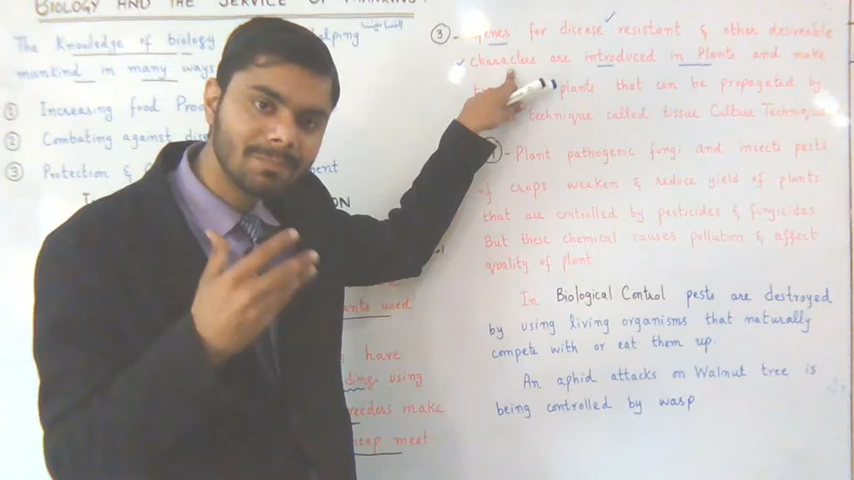 BIOLOGY AND THE SERVICE OF MANKIND:
The Knowledge of biology helping
mankind in many ways
① Increasing food Pro
② Combating against dis
③ Protection &
ment
ON
ants used
have
ding, using
reedess make
heap meat
③ - Genes for disease resistant & other desireable
characters are introduced in Plants and make
plants that can be propagated by
technique called tissue Culture Technique
- Plant pathogenic fungi and insects pests
of crops weaken & reduce yield of plants
that are controlled by pesticides & fungicides.
But these chemical causes pollution & affect
quality of plant
In Biological Control pests are destroyed
by using living organisms that naturally
compete with or eat them up.
An aphid attacks on Walnut tree is
being controlled by wasp